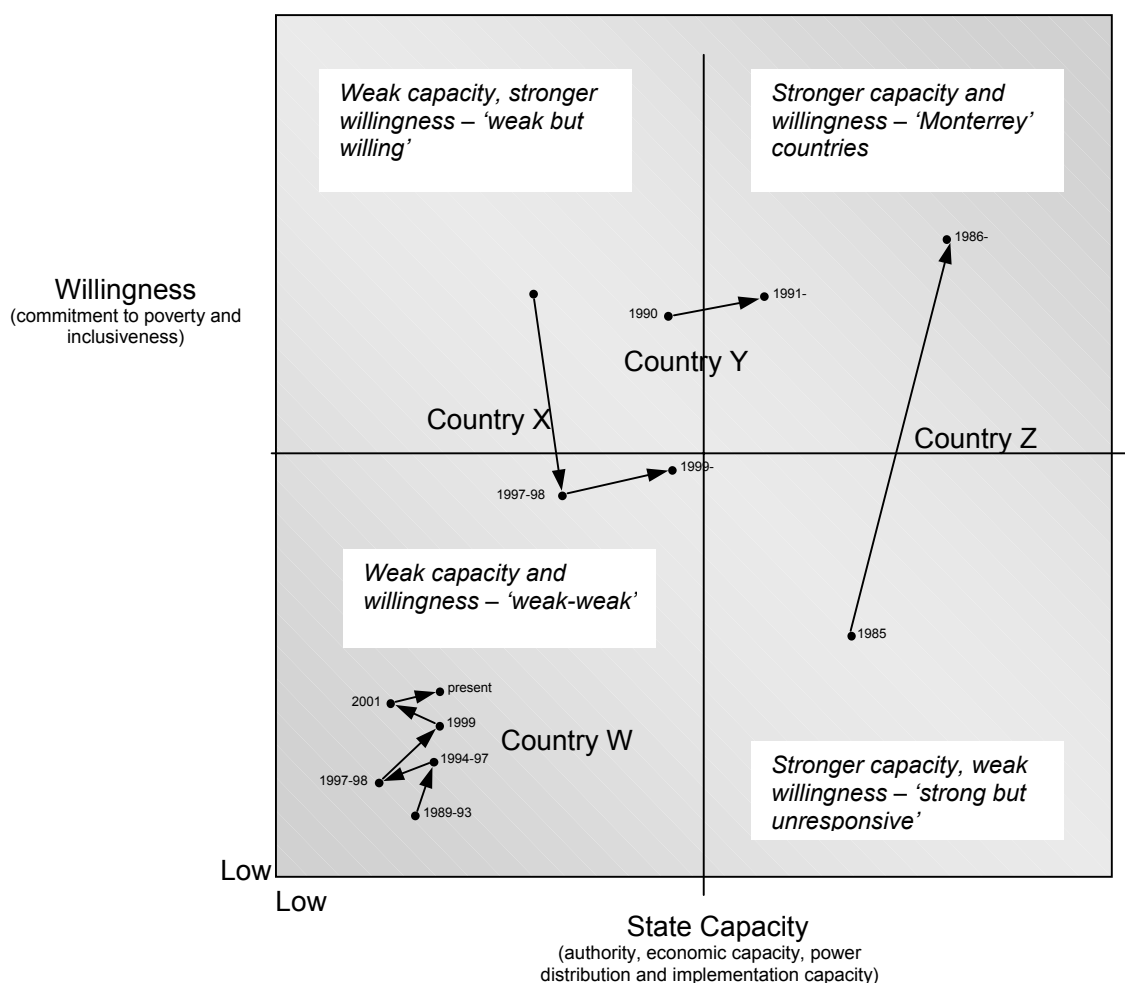 Weak capacity, stronger
willingness – ‘weak but
willing’
Stronger capacity and
willingness – ‘Monterrey’
countries
1986-
Willingness
(commitment to poverty and
inclusiveness)
1990
1991-
Country Y
Country X
Country Z
1999-
1997-98
Weak capacity and
willingness – ‘weak-weak’
1985
present
2001
1999
Country W
1994-97
1997-98
1989-93
Stronger capacity, weak
willingness – ‘strong but
unresponsive’
Low
Low
State Capacity
(authority, economic capacity, power
distribution and implementation capacity)